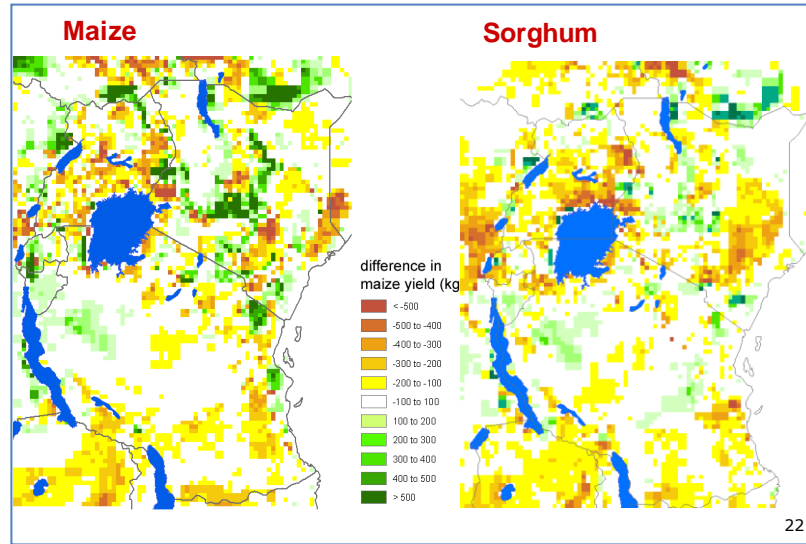 Maize
Sorghum
difference in
maize yield (kg
< -500
-500 to -400
-400 to -300
-300 to -200
-200 to -100
-100 to 100
100 to 200
200 to 300
300 to 400
400 to 500
> 500
22